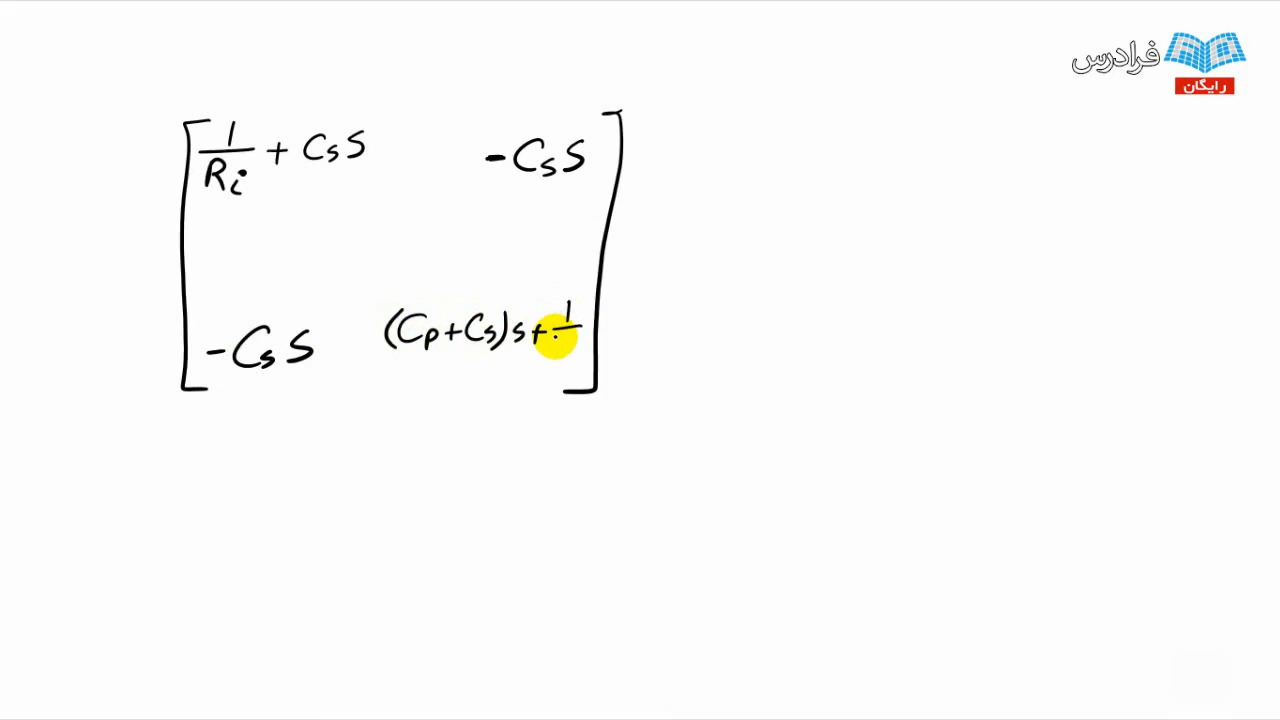 فرادرس
رایگان
1/Ri + CsS    -CsS
-CsS    (Cp+Cs)s+1/